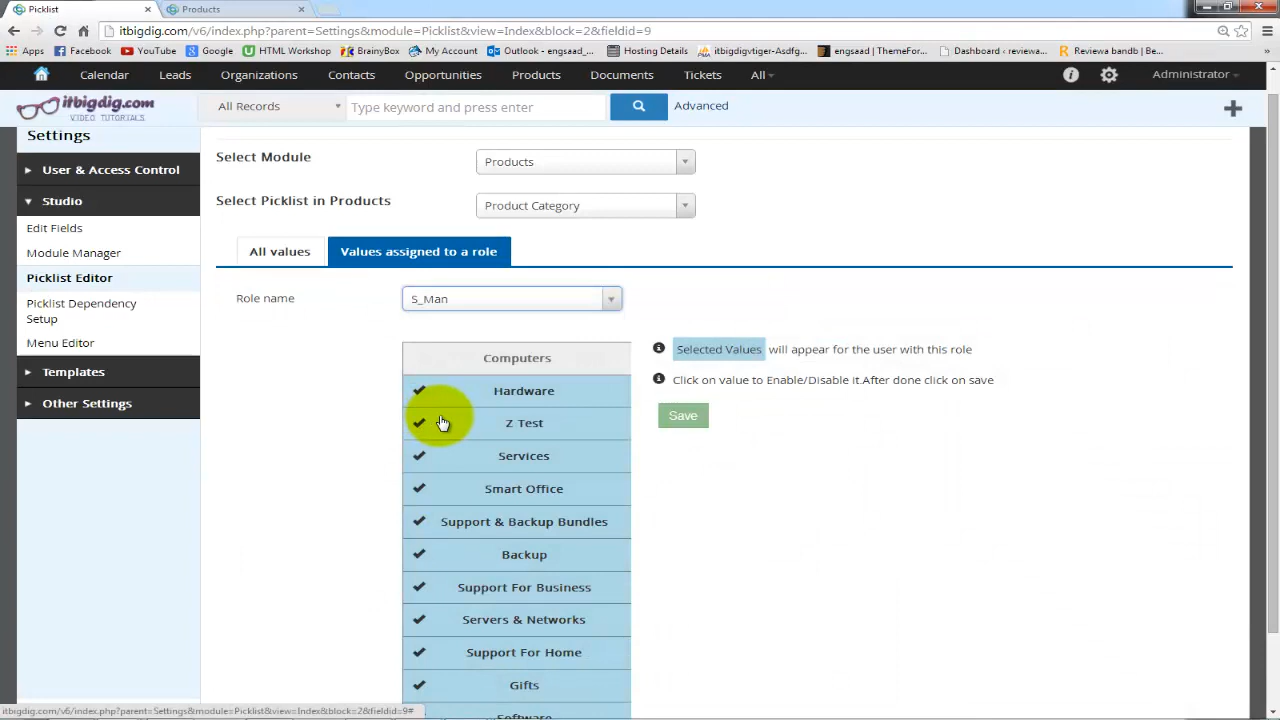 Picklist
Products
itbigdig.com/v6/index.php?parent=Settings&module=Picklist&view=Index&block=2&fieldid=9
Apps
Facebook
YouTube
Google
HTML Workshop
BrainyBox
My Account
Outlook - engsaad_...
Hosting Details
itbigdigvtiger-Asdfg...
engsaad | ThemeFor...
Dashboard ‹ reviewa...
Reviewa bandb | Be...
»
Calendar
Leads
Organizations
Contacts
Opportunities
Products
Documents
Tickets
All
Administrator
itbigdig.com
VIDEO TUTORIALS
All Records
Type keyword and press enter
Advanced
Settings
User & Access Control
Studio
Edit Fields
Module Manager
Picklist Editor
Picklist Dependency
Setup
Menu Editor
Templates
Other Settings
Select Module
Products
Select Picklist in Products
Product Category
All values
Values assigned to a role
Role name
S_Man
Computers
Hardware
Z Test
Services
Smart Office
Support & Backup Bundles
Backup
Support For Business
Servers & Networks
Support For Home
Gifts
Software
Selected Values will appear for the user with this role
Click on value to Enable/Disable it.After done click on save
Save
itbigdig.com/v6/index.php?parent=Settings&module=Picklist&view=Index&block=2&fieldid=9#